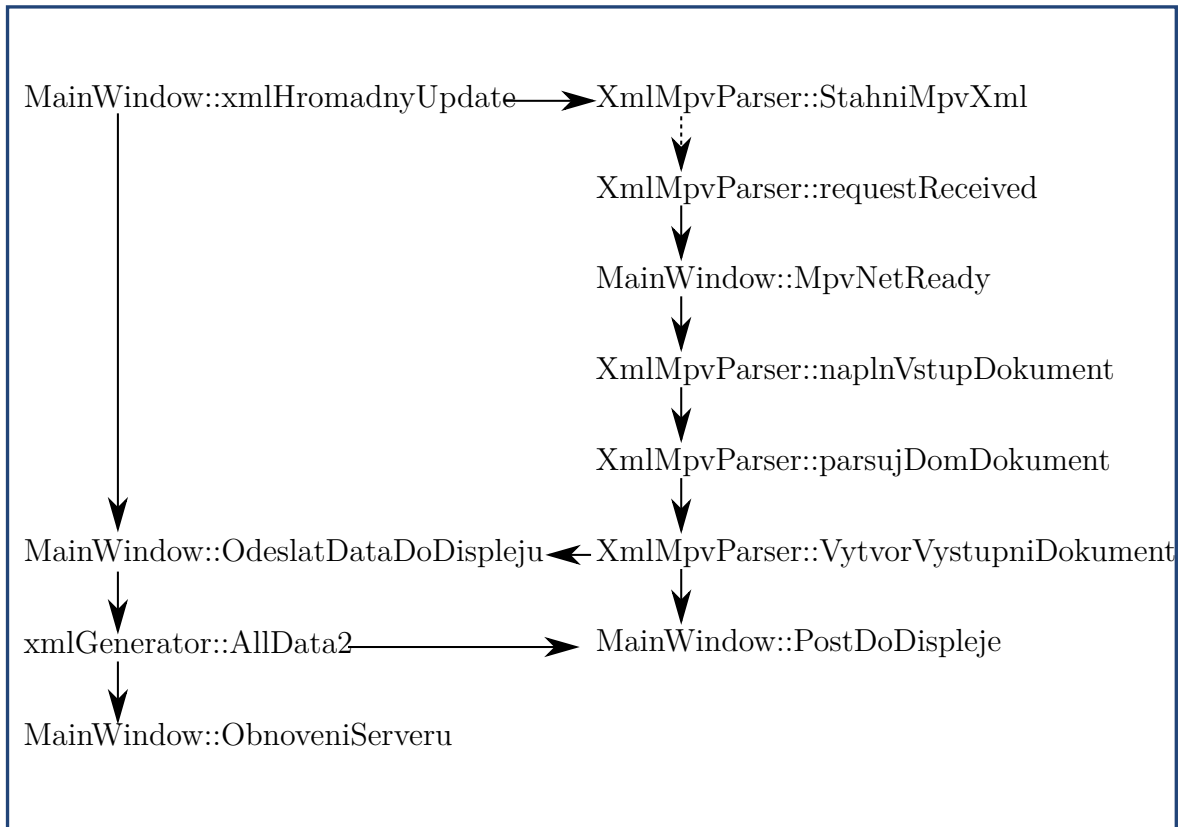 MainWindow::xmlHromadnyUpdate
XmlMpvParser::StahniMpvXml
XmlMpvParser::requestReceived
MainWindow::MpvNetReady
XmlMpvParser::naplnVstupDokument
XmlMpvParser::parsujDomDokument
MainWindow::OdeslatDataDoDispleju
XmlMpvParser::VytvorVystupniDokument
xmlGenerator::AllData2
MainWindow::PostDoDispleje
MainWindow::ObnoveniServeru